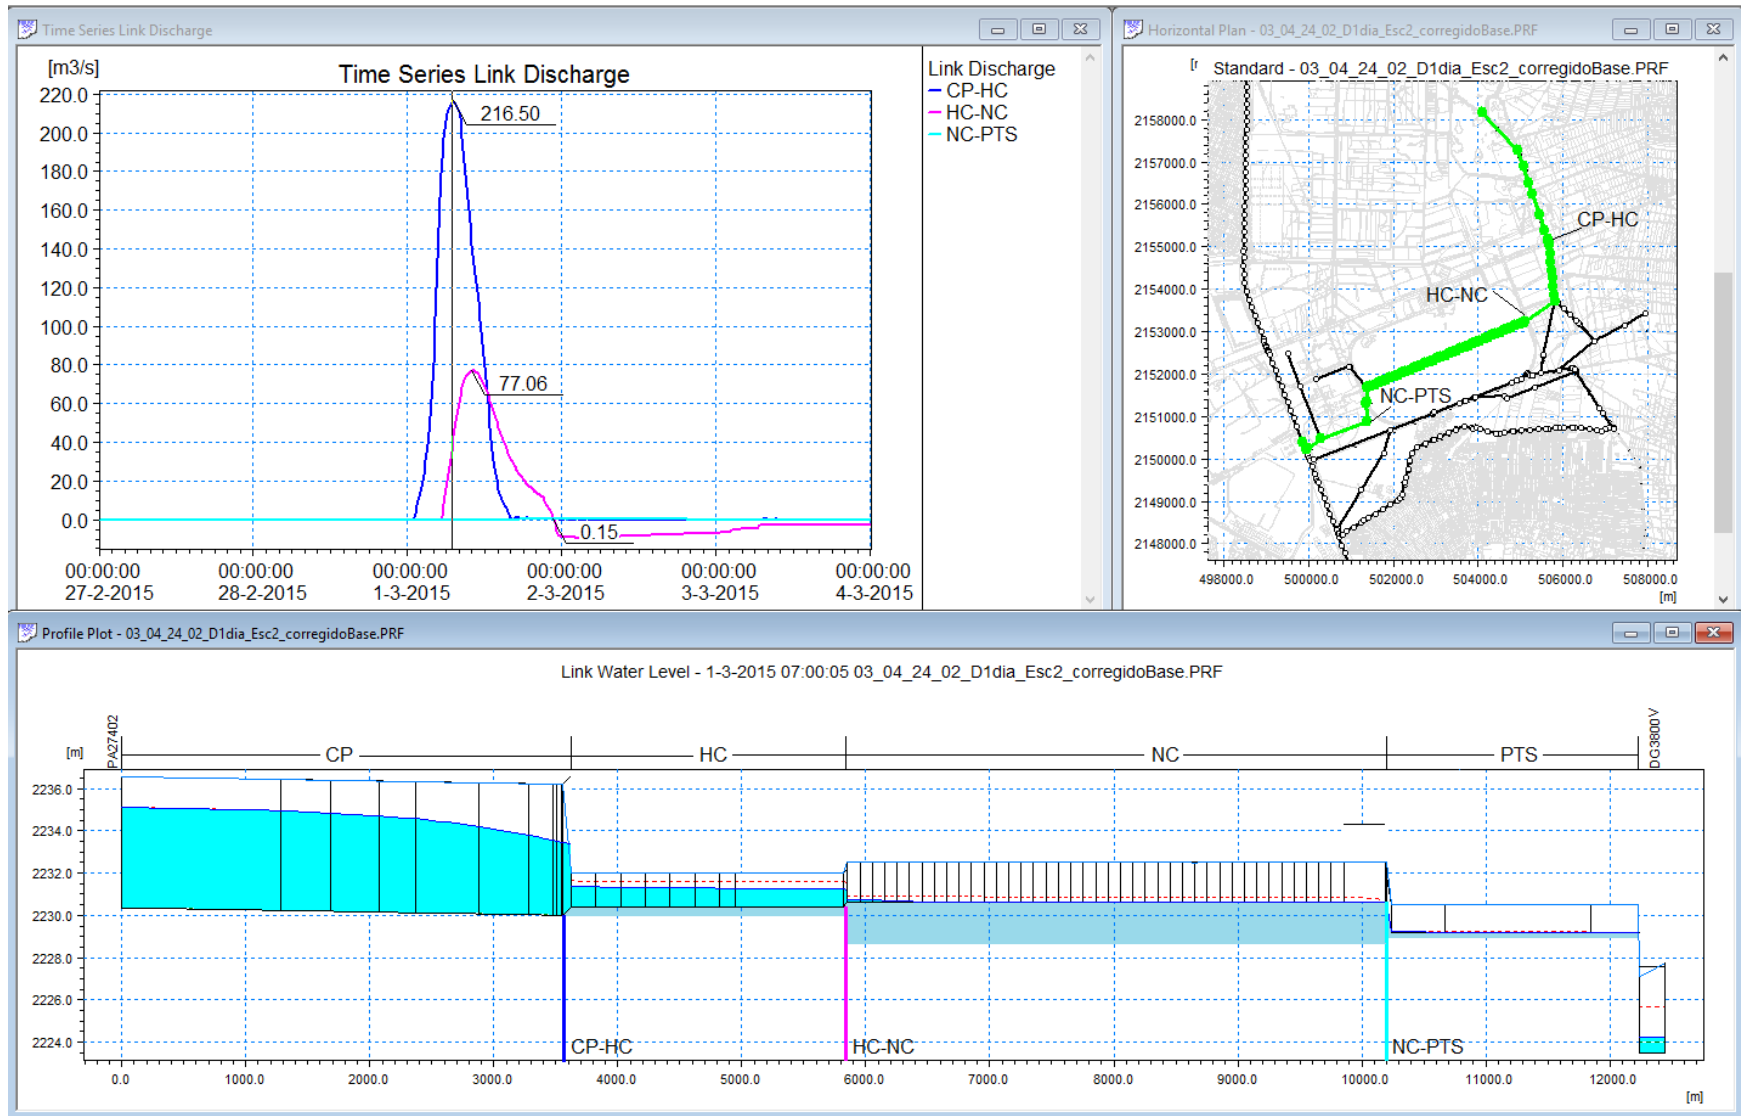 Time Series Link Discharge
[m3/s]
Time Series Link Discharge
220.0
200.0
180.0
160.0
140.0
120.0
100.0
80.0
60.0
40.0
20.0
0.0
216.50
77.06
0.15
00:00:00 00:00:00 00:00:00 00:00:00 00:00:00 00:00:00
27-2-2015 28-2-2015 1-3-2015 2-3-2015 3-3-2015 4-3-2015
Link Discharge
CP-HC
HC-NC
NC-PTS
Horizontal Plan - 03_04_24_02_D1dia_Esc2_corregidoBase.PRF
Standard - 03_04_24_02_D1dia_Esc2_corregidoBase.PRF
2158000.0
2157000.0
2156000.0
2155000.0
2154000.0
2153000.0
2152000.0
2151000.0
2150000.0
2149000.0
2148000.0
CP-HC
HC-NC
NC-PTS
498000.0 500000.0 502000.0 504000.0 506000.0 508000.0
[m]
Profile Plot - 03_04_24_02_D1dia_Esc2_corregidoBase.PRF
Link Water Level - 1-3-2015 07:00:05 03_04_24_02_D1dia_Esc2_corregidoBase.PRF
[m]
PA27402
CP
HC
NC
PTS
DG3800V
2236.0
2234.0
2232.0
2230.0
2228.0
2226.0
2224.0
CP-HC
HC-NC
NC-PTS
0.0 1000.0 2000.0 3000.0 4000.0 5000.0 6000.0 7000.0 8000.0 9000.0 10000.0 11000.0 12000.0
[m]